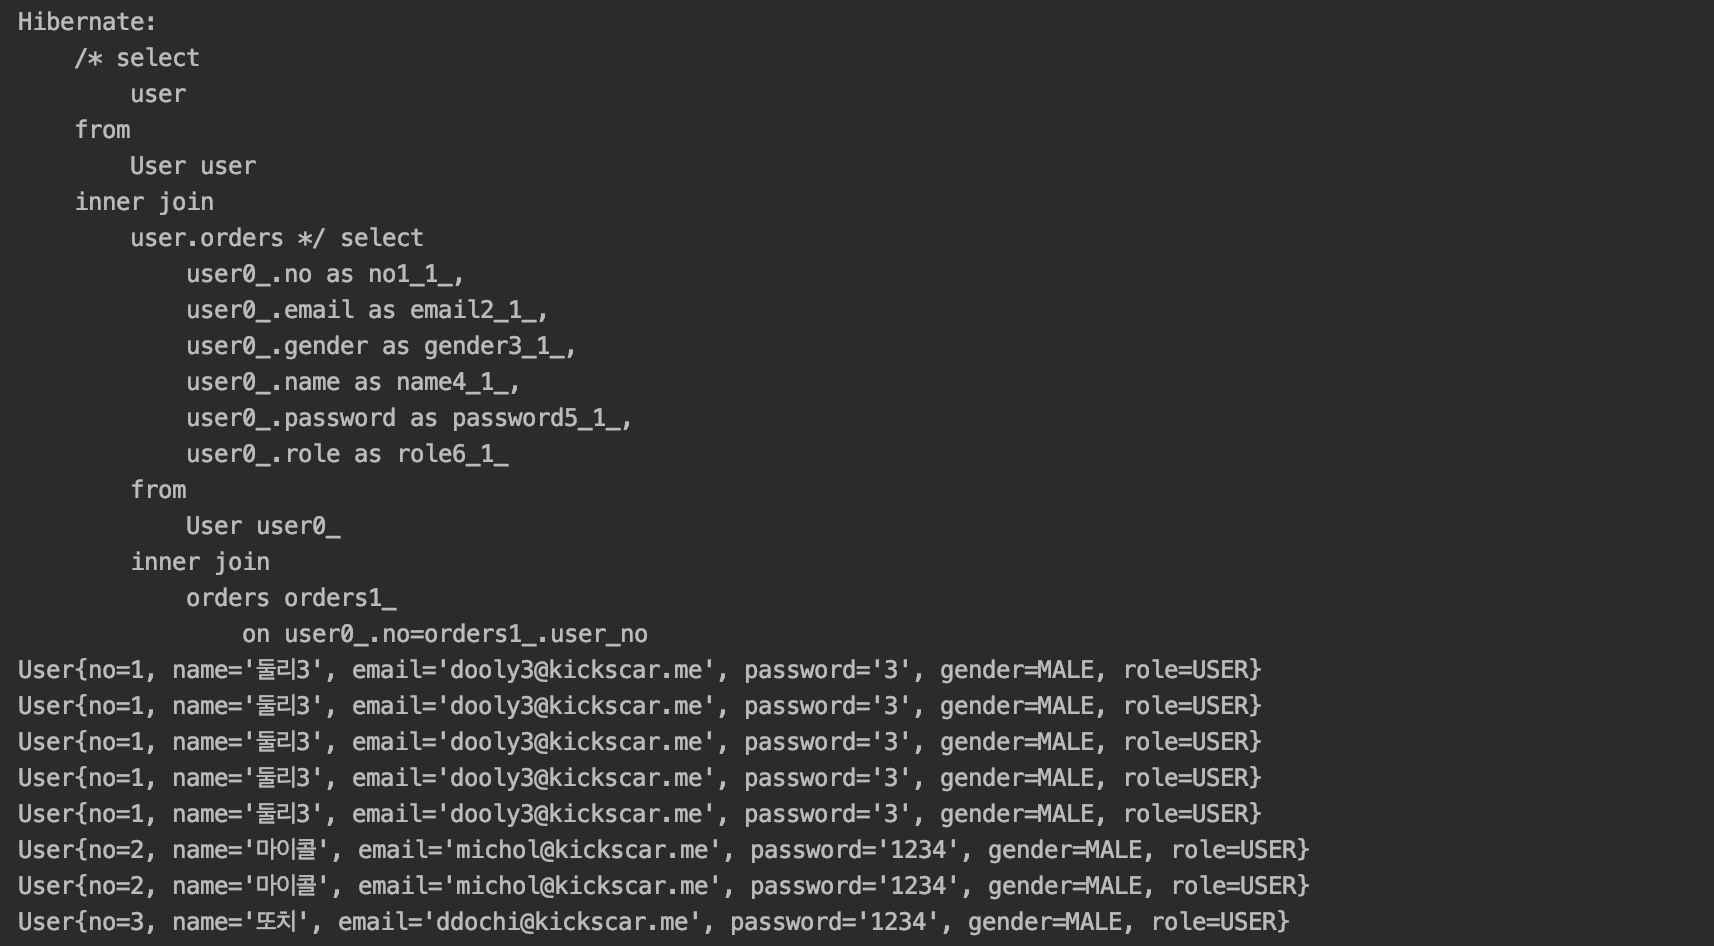 Hibernate:
/* select
user
from
User user
inner join
user.orders */ select
user0_.no as no1_1_,
user0_.email as email2_1_,
user0_.gender as gender3_1_,
user0_.name as name4_1_,
user0_.password as password5_1_,
user0_.role as role6_1_
from
User user0_
inner join
orders orders1_
on user0_.no=orders1_.user_no
User{no=1, name='둘리3', email='dooly3@kickscar.me', password='3', gender=MALE, role=USER}
User{no=1, name='둘리3', email='dooly3@kickscar.me', password='3', gender=MALE, role=USER}
User{no=1, name='둘리3', email='dooly3@kickscar.me', password='3', gender=MALE, role=USER}
User{no=1, name='둘리3', email='dooly3@kickscar.me', password='3', gender=MALE, role=USER}
User{no=1, name='둘리3', email='dooly3@kickscar.me', password='3', gender=MALE, role=USER}
User{no=2, name='마이콜', email='michol@kickscar.me', password='1234', gender=MALE, role=USER}
User{no=2, name='마이콜', email='michol@kickscar.me', password='1234', gender=MALE, role=USER}
User{no=3, name='또치', email='ddochi@kickscar.me', password='1234', gender=MALE, role=USER}